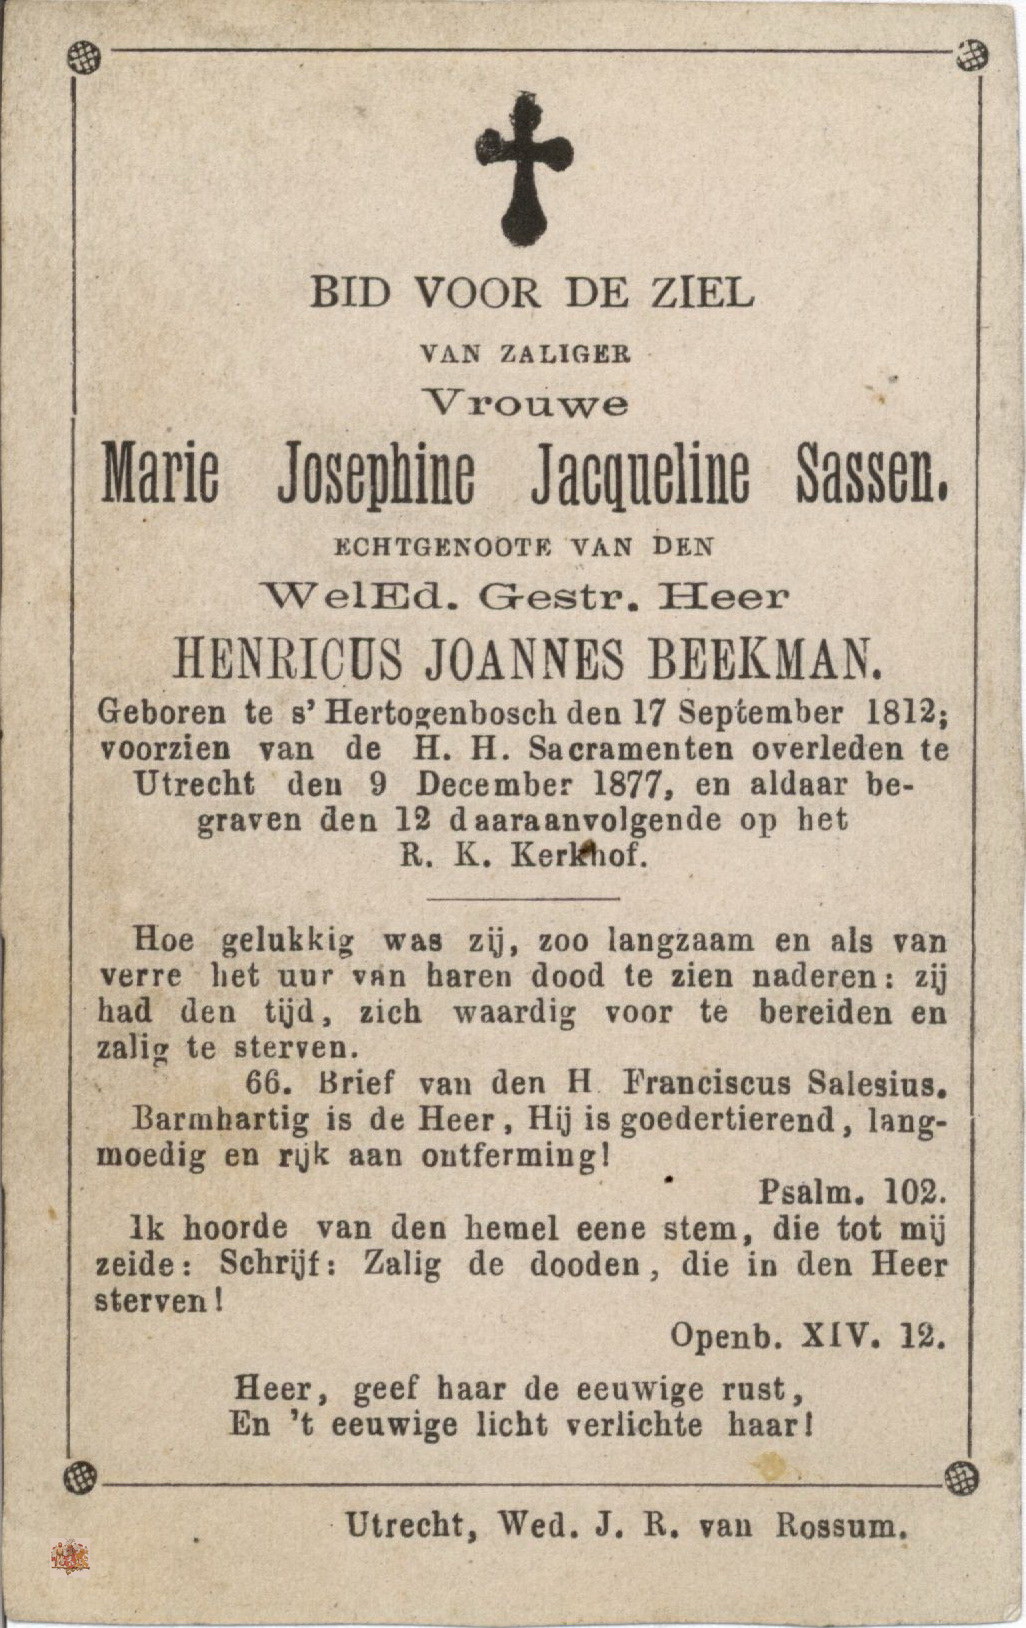 BID VOOR DE ZIEL
VAN ZALIGER
Vrouwe
Marie Josephine Jacqueline Sassen.
ECHTGENOOTE VAN DEN
WelEd. Gestr. Heer
HENRICUS JOANNES BEEKMAN.
Geboren te s' Hertogenbosch den 17 September 1812;
voorzien van de H. H. Sacramenten overleden te
Utrecht den 9 December 1877, en aldaar be-
graven den 12 daaraanvolgende op het
R. K. Kerkhof.
Hoe gelukkig was zij, zoo langzaam en als van
verre het uur van haren dood te zien naderen: zij
had den tijd, zich waardig voor te bereiden en
zalig te sterven.
66. Brief van den H Franciscus Salesius.
Barmhartig is de Heer, Hij is goedertierend, lang-
moedig en rijk aan ontferming!
Psalm. 102.
Ik hoorde van den hemel eene stem, die tot mij
zeide: Schrijf: Zalig de dooden, die in den Heer
sterven!
Openb. XIV. 12.
Heer, geef haar de eeuwige rust,
En 't eeuwige licht verlichte haar!
Utrecht, Wed. J. R. van Rossum.